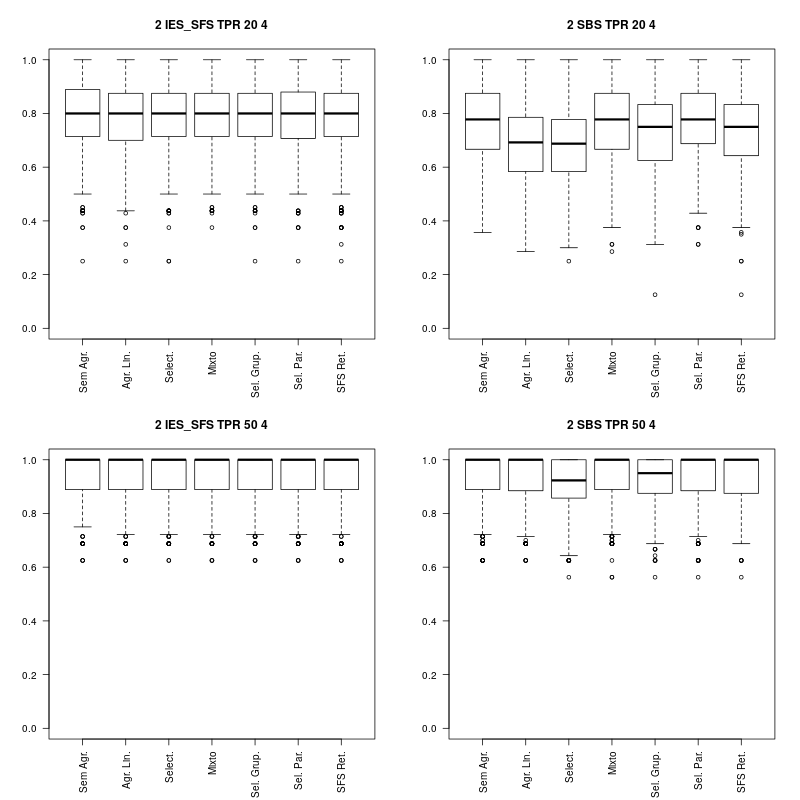 2 IES_SFS TPR 20 4
1.0
0.8
0.6
0.4
0.2
0.0
Sem Agr.
Agr. Lin.
Select.
Mixto
Sel. Grup.
Sel. Par.
SFS Ret.
2 SBS TPR 20 4
1.0
0.8
0.6
0.4
0.2
0.0
Sem Agr.
Agr. Lin.
Select.
Mixto
Sel. Grup.
Sel. Par.
SFS Ret.
2 IES_SFS TPR 50 4
1.0
0.8
0.6
0.4
0.2
0.0
Sem Agr.
Agr. Lin.
Select.
Mixto
Sel. Grup.
Sel. Par.
SFS Ret.
2 SBS TPR 50 4
1.0
0.8
0.6
0.4
0.2
0.0
Sem Agr.
Agr. Lin.
Select.
Mixto
Sel. Grup.
Sel. Par.
SFS Ret.